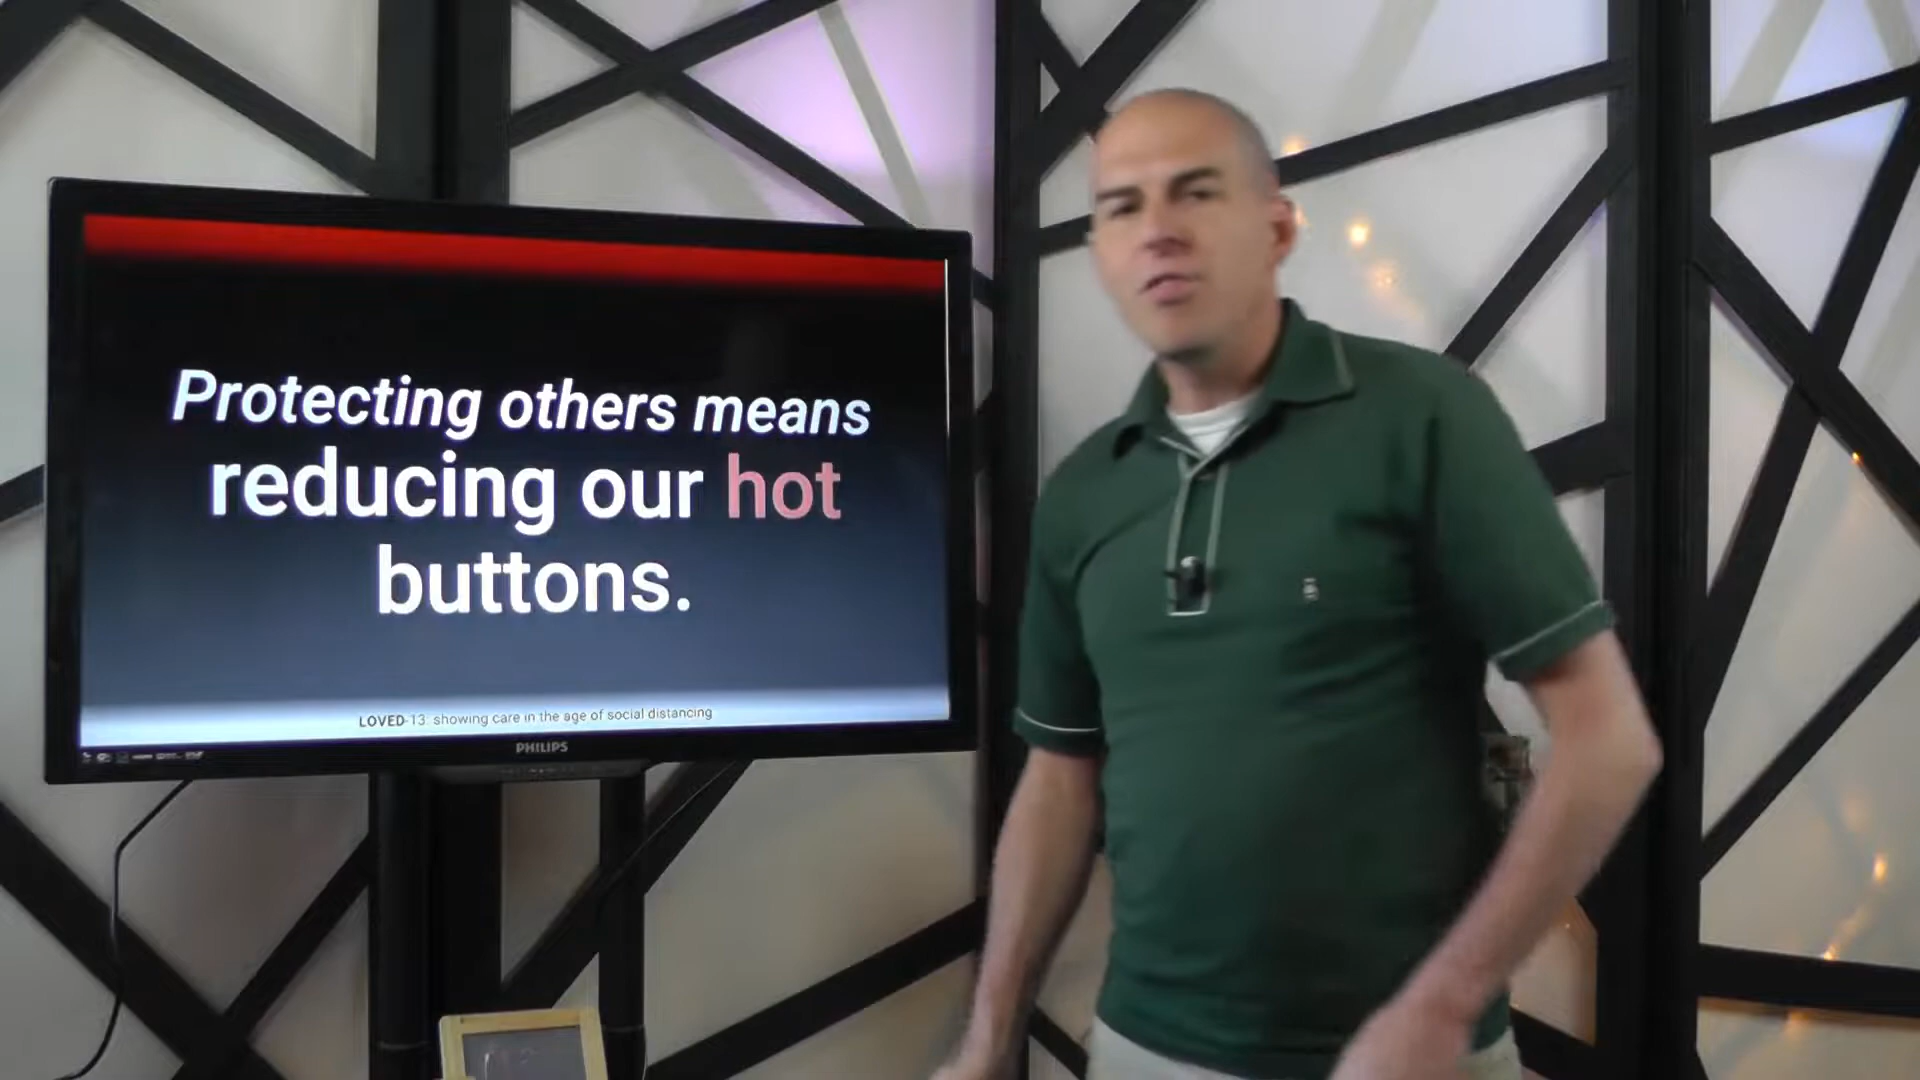 Protecting others means
reducing our hot
buttons.
LOVED-13: showing care in the age of social distancing
PHILIPS